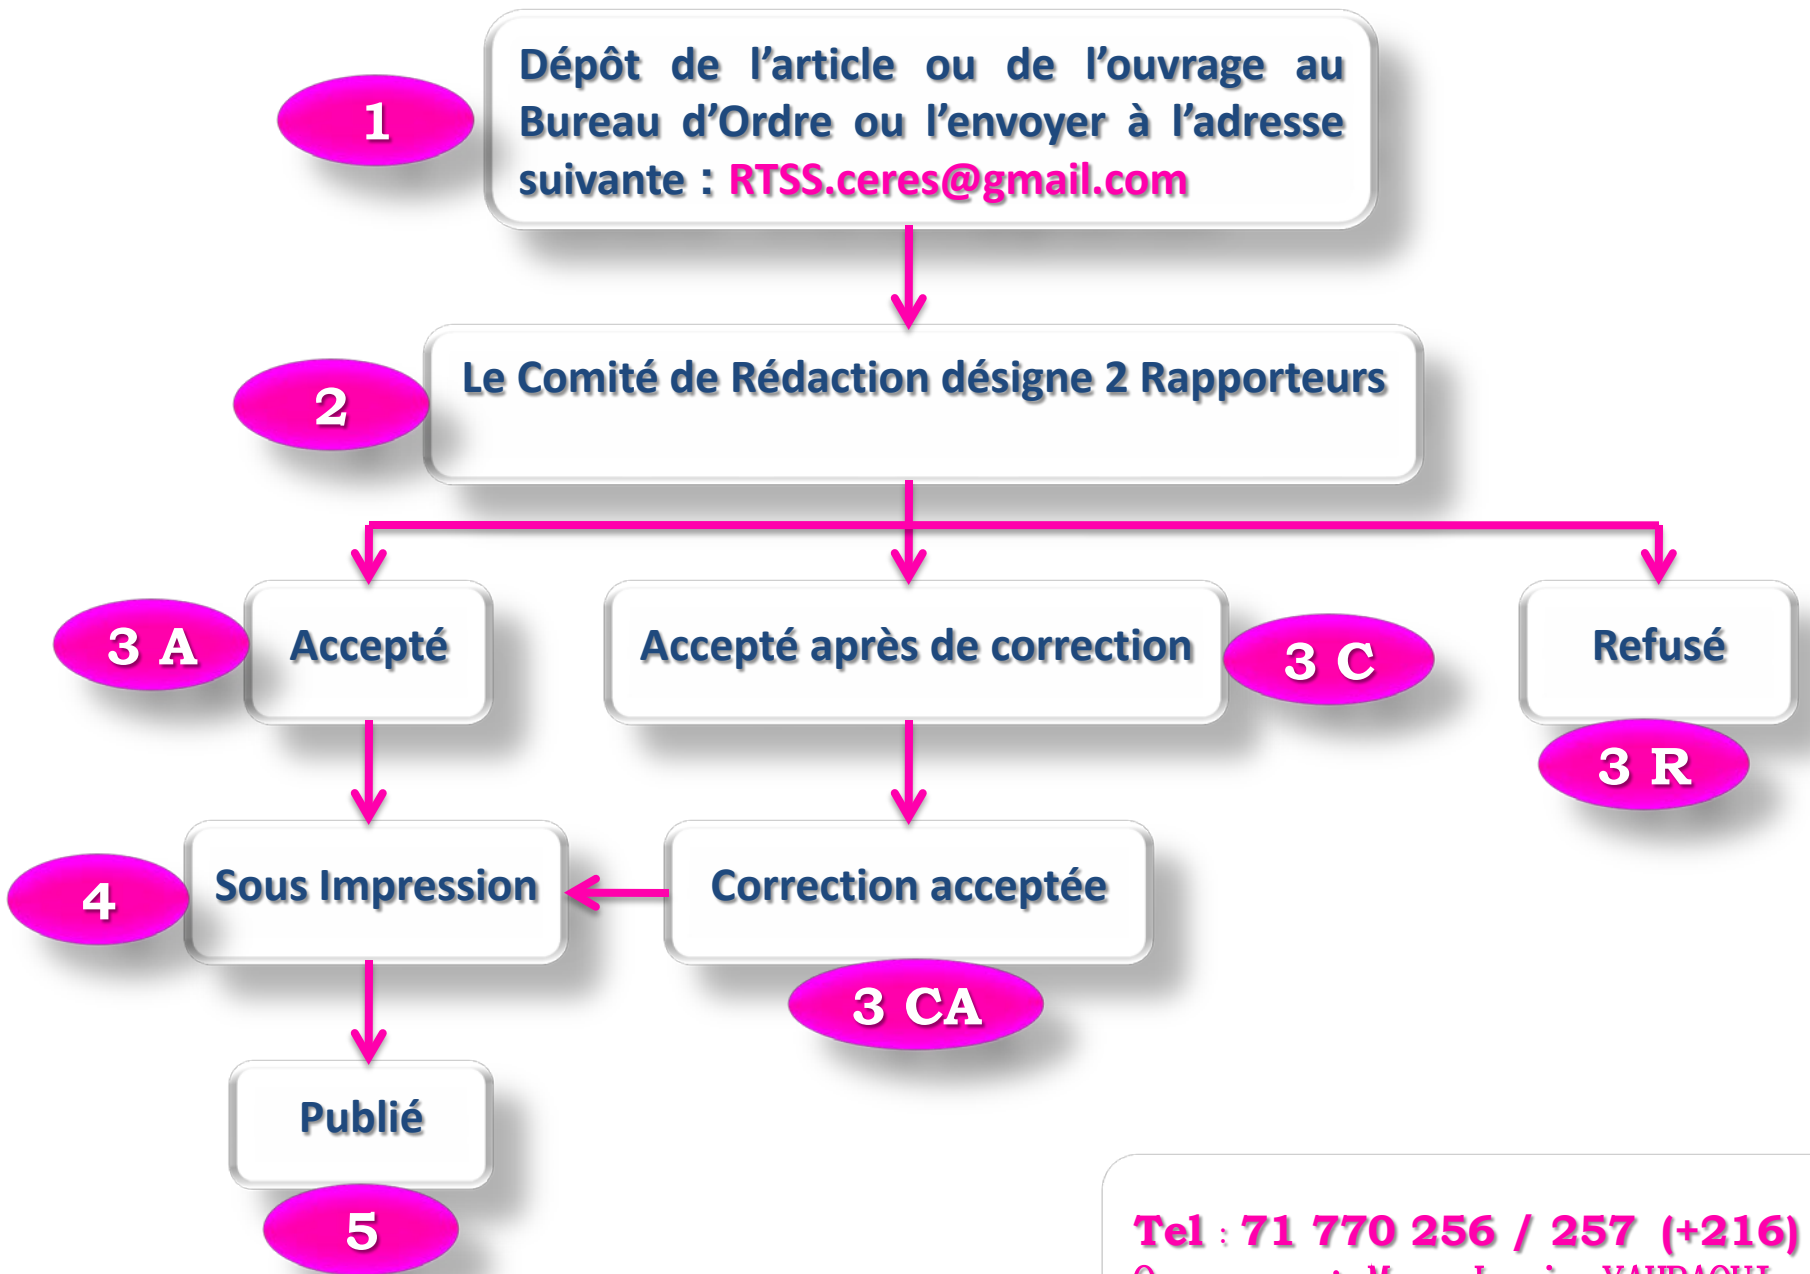 1
Dépôt de l’article ou de l’ouvrage au
Bureau d’Ordre ou l’envoyer à l’adresse
suivante : RTSS.ceres@gmail.com
2
Le Comité de Rédaction désigne 2 Rapporteurs
3 A
Accepté
Accepté après de correction
3 C
Refusé
3 R
4
Sous Impression
Correction acceptée
3 CA
Publié
5
Tel : 71 770 256 / 257 (+216)